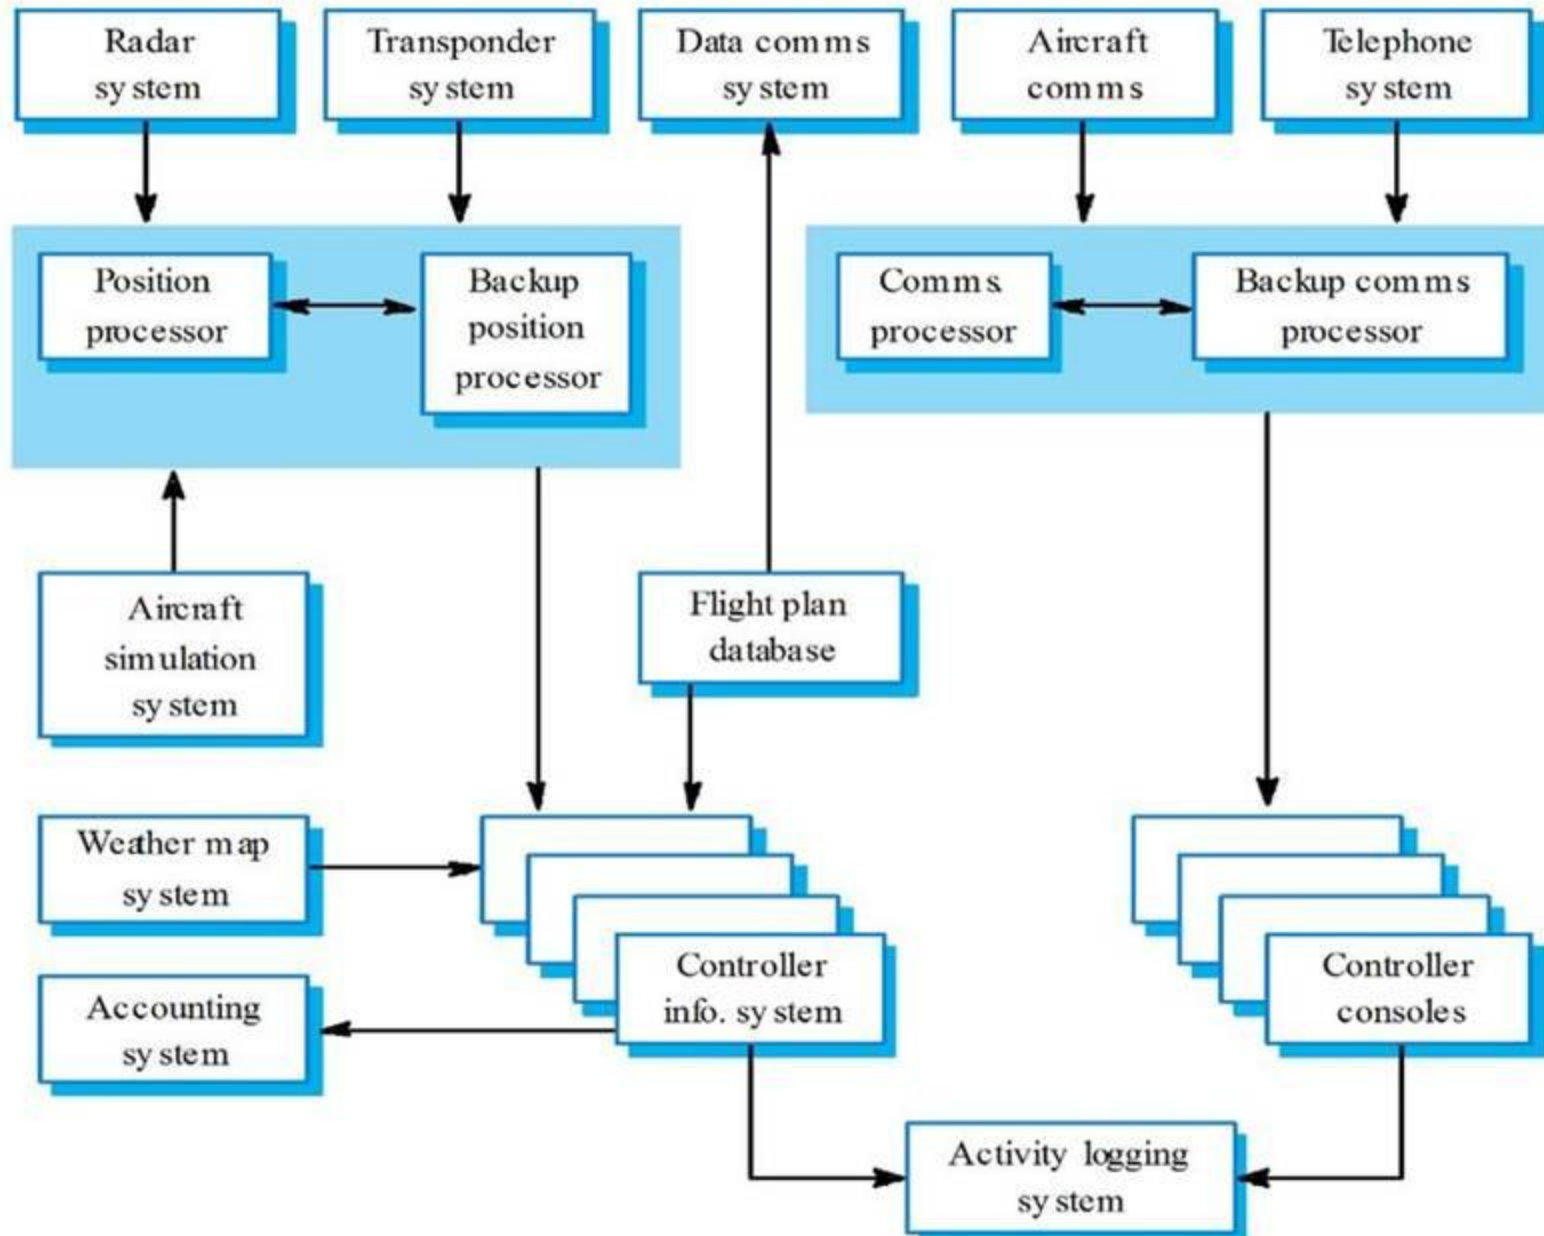 Radar
system
Transponder
system
Data comms
system
Aircraft
comms
Telephone
system
Position
processor
Backup
position
processor
Comms
processor
Backup comms
processor
Aircraft
simulation
system
Flight plan
database
Weather map
system
Accounting
system
Controller
info. system
Controller
consoles
Activity logging
system